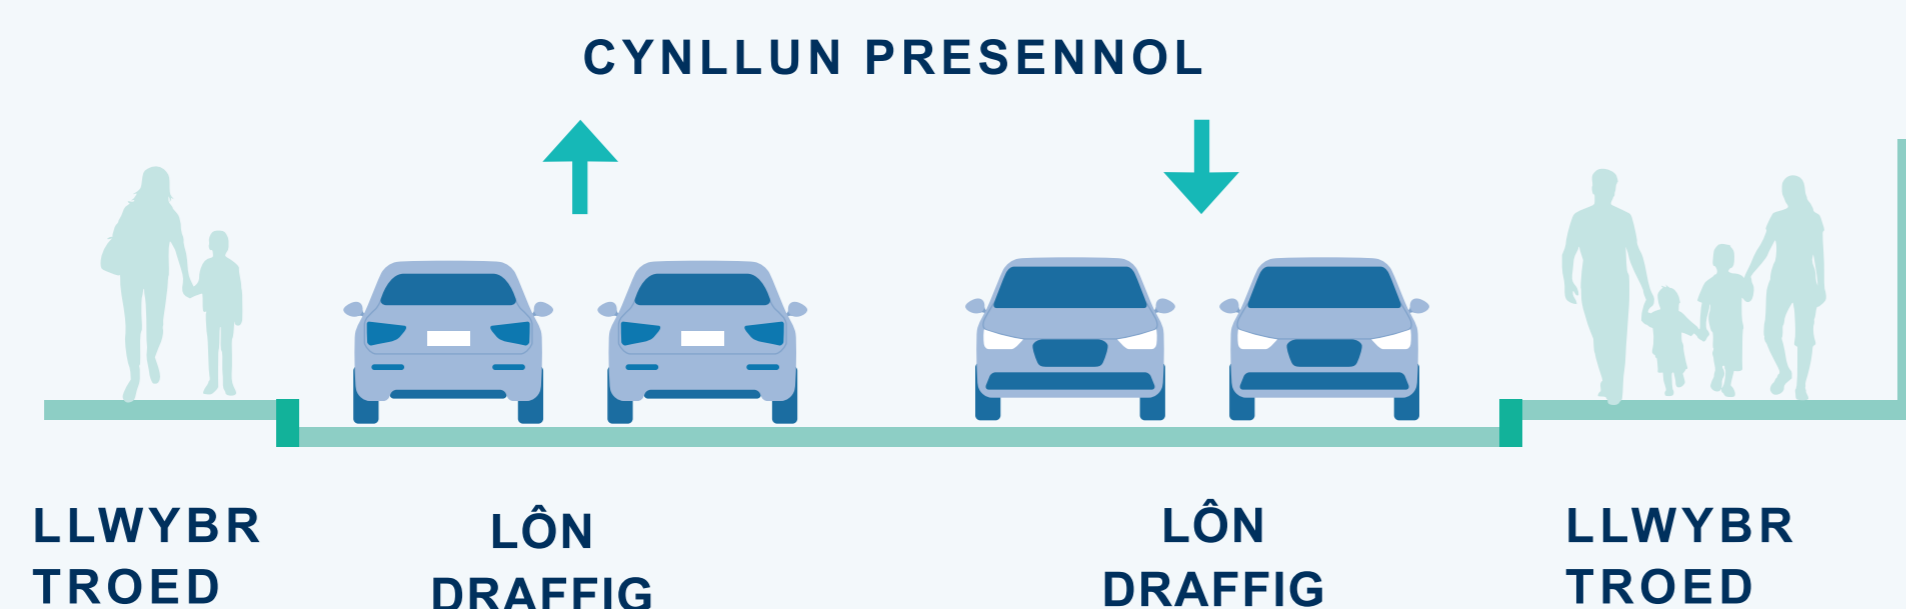 CYNLLUN PRESENNOL
LLWYBR
TROED
LÔN
DRAFFIG
LÔN
DRAFFIG
LLWYBR
TROED